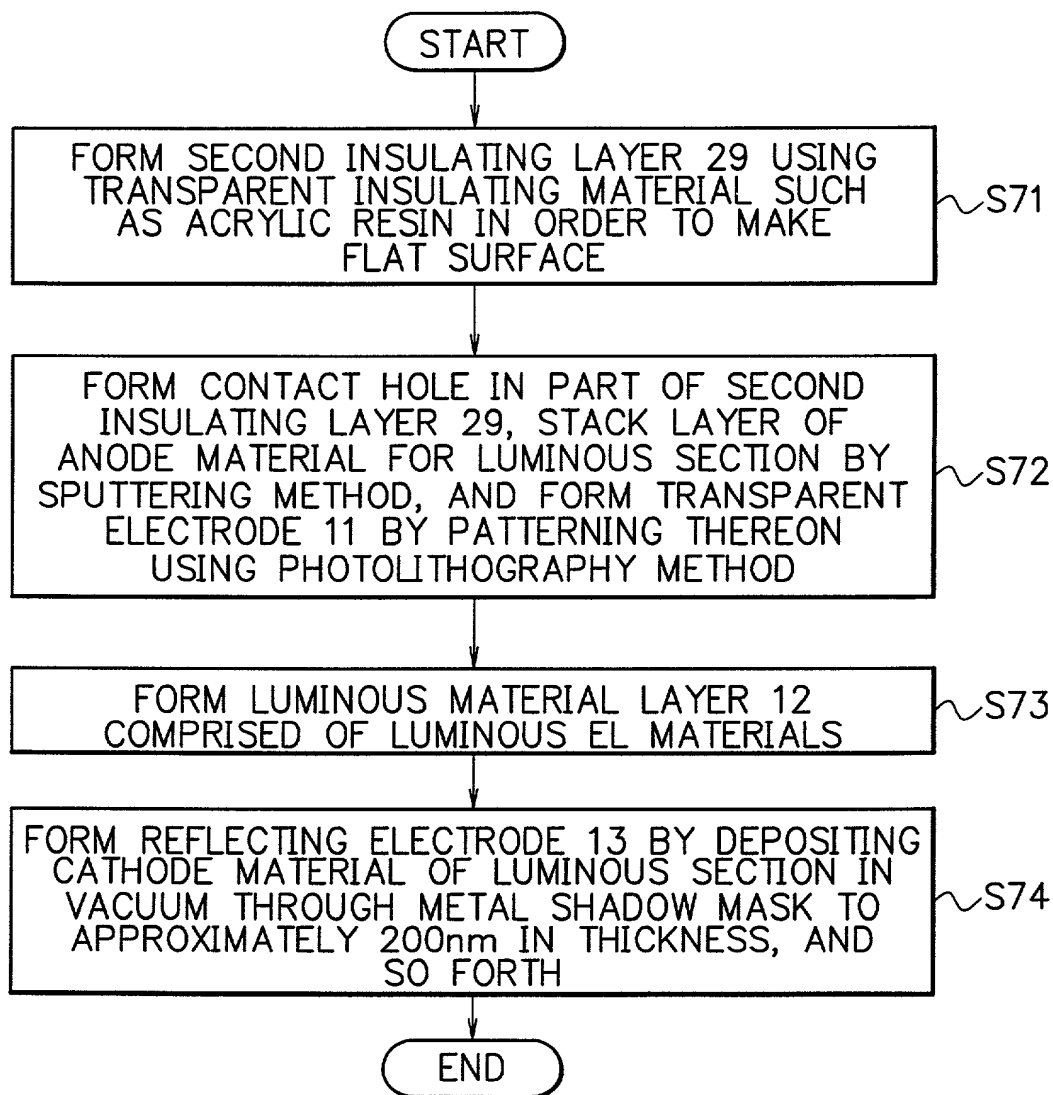 START
FORM SECOND INSULATING LAYER 29 USING
TRANSPARENT INSULATING MATERIAL SUCH
AS ACRYLIC RESIN IN ORDER TO MAKE
FLAT SURFACE
S71
FORM CONTACT HOLE IN PART OF SECOND
INSULATING LAYER 29, STACK LAYER OF
ANODE MATERIAL FOR LUMINOUS SECTION BY
SPUTTERING METHOD, AND FORM TRANSPARENT
ELECTRODE 11 BY PATTERNING THEREON
USING PHOTOLITHOGRAPHY METHOD
S72
FORM LUMINOUS MATERIAL LAYER 12
COMPRISED OF LUMINOUS EL MATERIALS
S73
FORM REFLECTING ELECTRODE 13 BY DEPOSITING
CATHODE MATERIAL OF LUMINOUS SECTION IN
VACUUM THROUGH METAL SHADOW MASK TO
APPROXIMATELY 200nm IN THICKNESS, AND
SO FORTH
S74
END